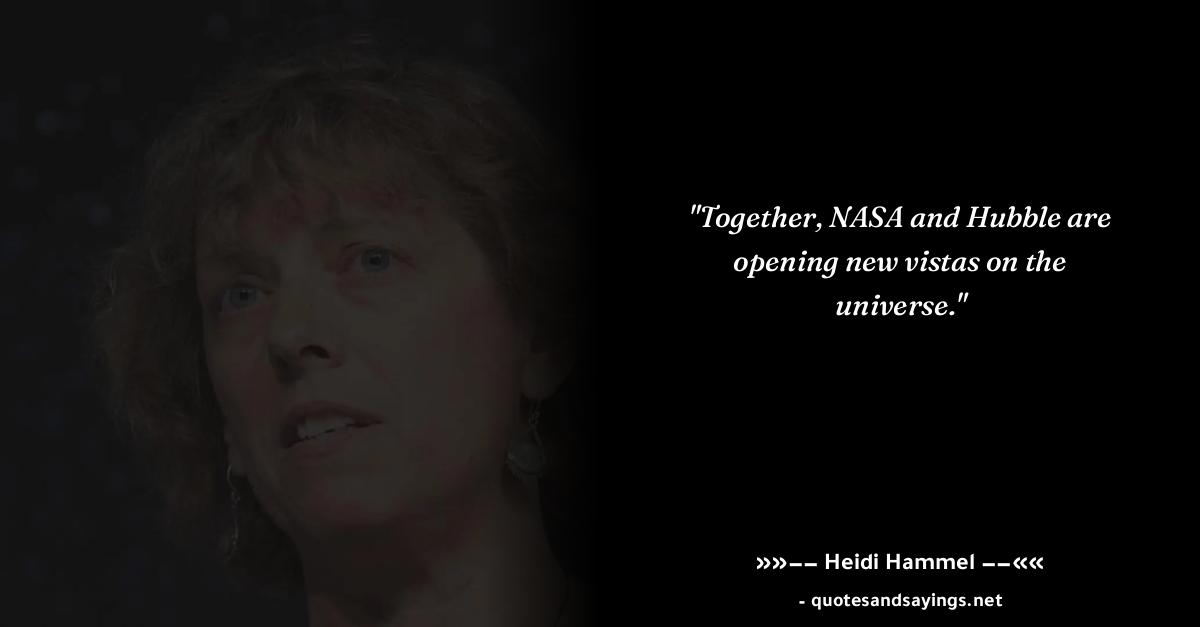 "Together, NASA and Hubble are
opening new vistas on the
universe."
»»−− Heidi Hammel −−««
- quotesandsayings.net